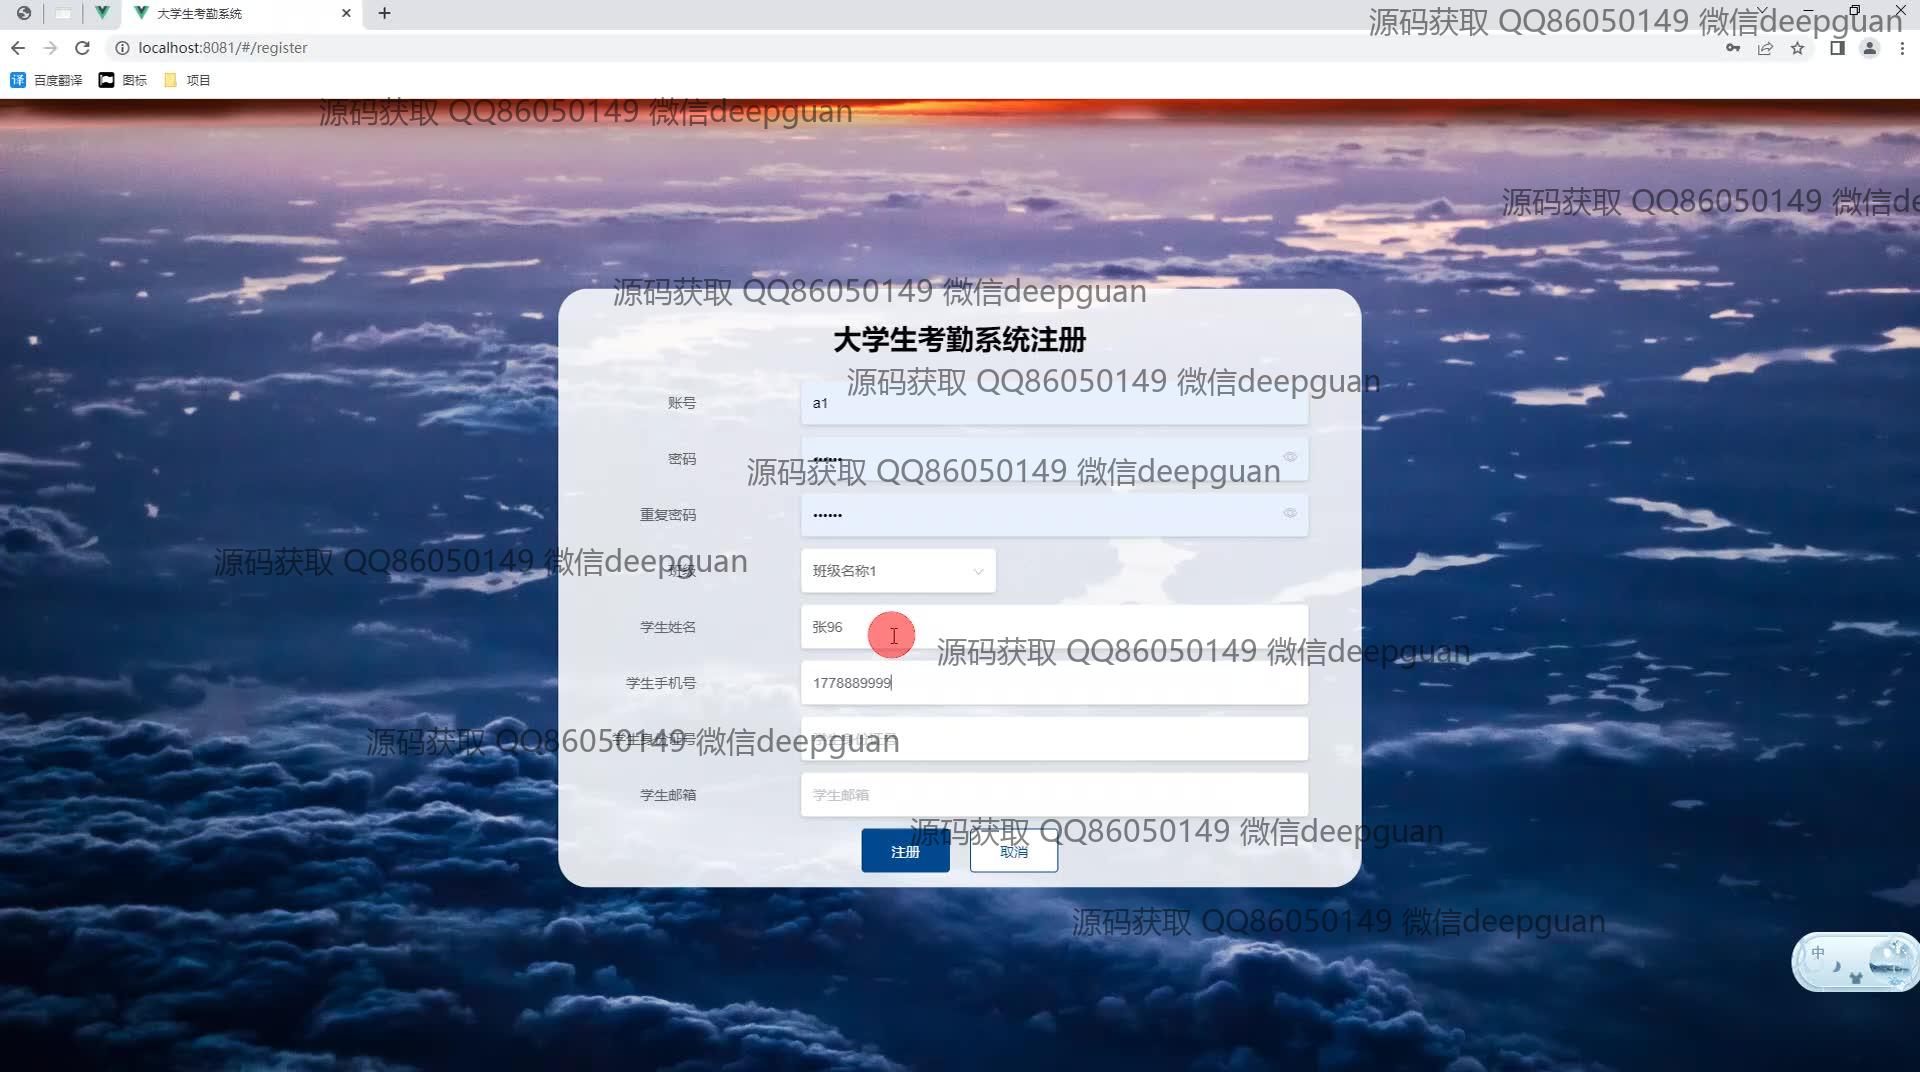 大学生考勤系统
源码获取 QQ86050149 微信deepguan
localhost:8081/#/register
译 百度翻译 图标 项目
源码获取 QQ86050149 微信deepguan
源码获取 QQ86050149 微信de
源码获取 QQ86050149 微信deepguan
大学生考勤系统注册
源码获取 QQ86050149 微信deepguan
账号 a1
密码
源码获取 QQ86050149 微信deepguan
重复密码
源码获取 QQ86050149 微信deepguan
班级 班级名称1
学生姓名 张96
源码获取 QQ86050149 微信deepguan
学生手机号 1778889999
学生身份证号
源码获取 QQ86050149 微信deepguan
学生邮箱 学生邮箱
源码获取 QQ86050149 微信deepguan
注册 取消
源码获取 QQ86050149 微信deepguan
中